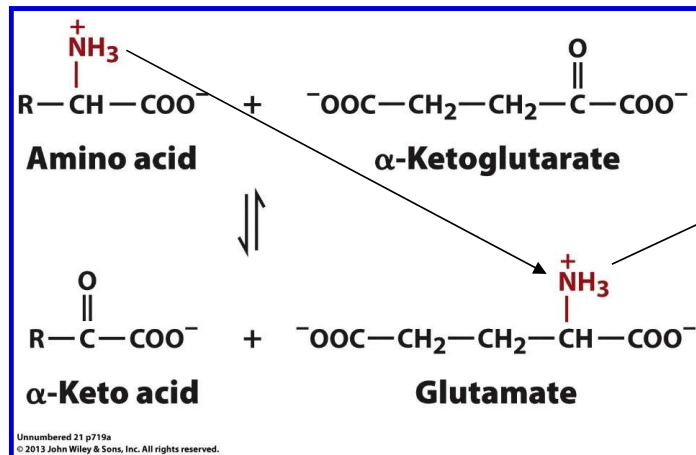 +
NH3 O
R—CH—COO⁻ + ⁻OOC—CH2—CH2—C—COO⁻
Amino acid α-Ketoglutarate
+
O NH3
R—C—COO⁻ + ⁻OOC—CH2—CH2—CH—COO⁻
α-Keto acid Glutamate
Unnumbered 21 p719a
© 2013 John Wiley & Sons, Inc. All rights reserved.